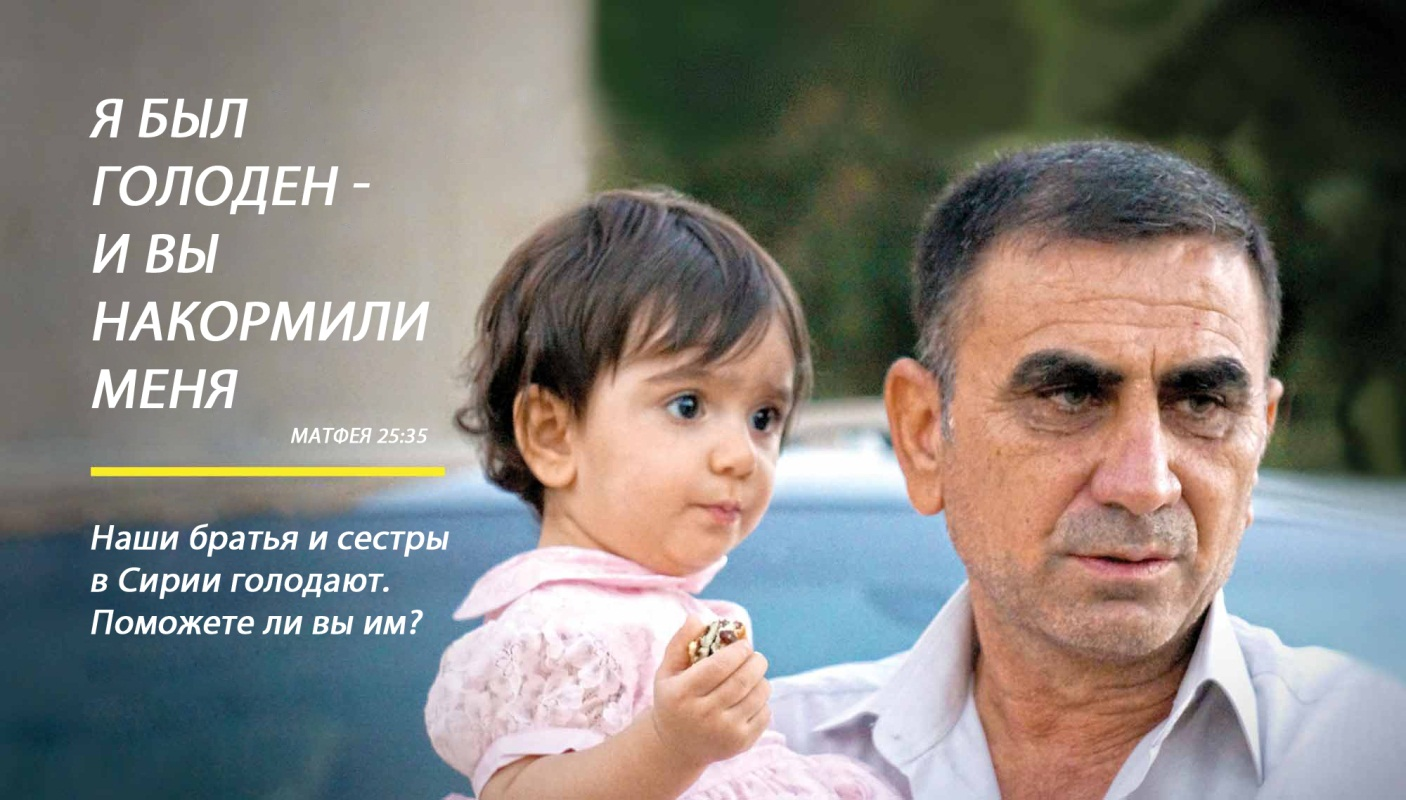 Я БЫЛ
ГОЛОДЕН -
И ВЫ
НАКОРМИЛИ
МЕНЯ
МАТФЕЯ 25:35
Наши братья и сестры
в Сирии голодают.
Поможете ли вы им?